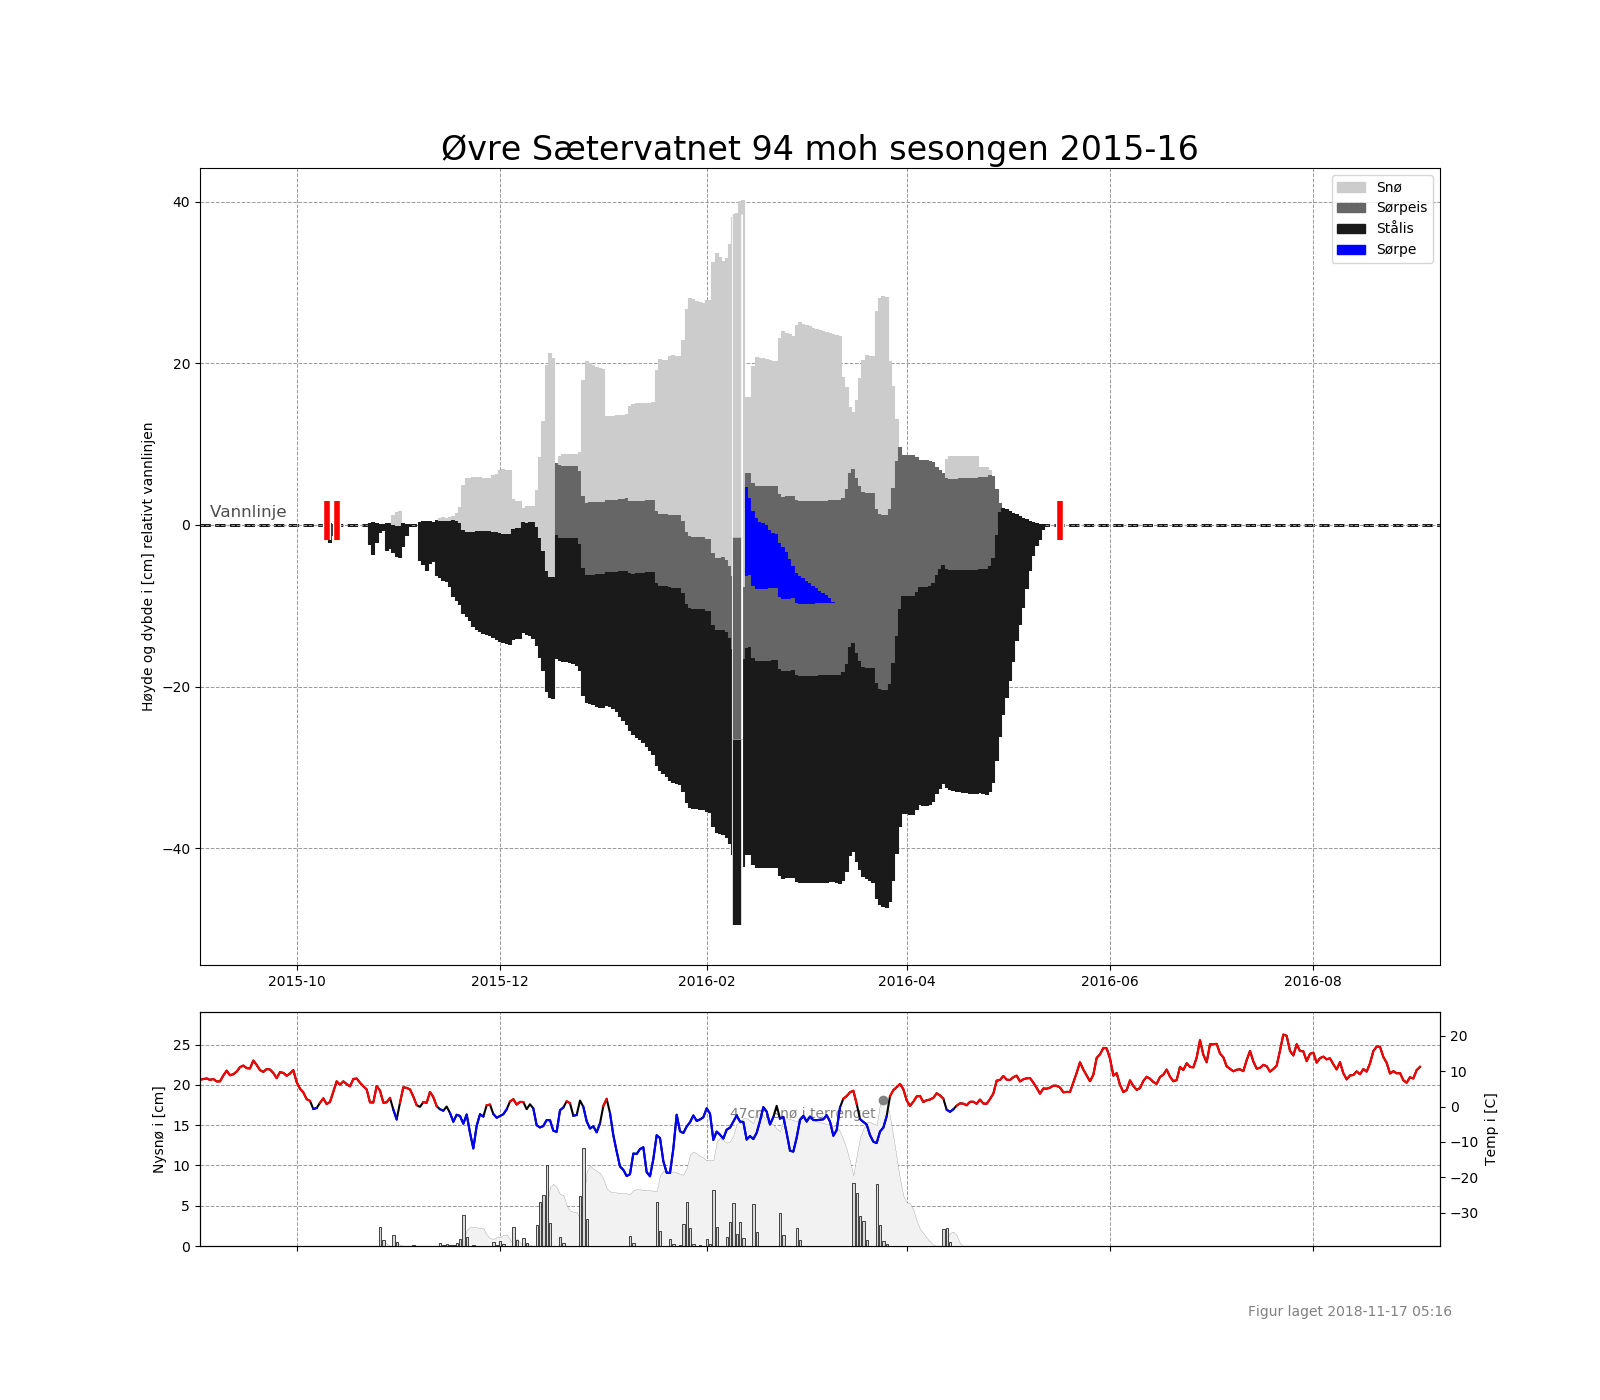 Øvre Sætervatnet 94 moh sesongen 2015-16
Høyde og dybde i [cm] relativt vannlinjen
40
20
0
−20
−40
Vannlinje
Snø
Sørpeis
Stålis
Sørpe
2015-10
2015-12
2016-02
2016-04
2016-06
2016-08
Nysnø i [cm]
25
20
15
10
5
0
47cm snø i terrenget
20
10
0
−10
−20
−30
Temp i [C]
Figur laget 2018-11-17 05:16